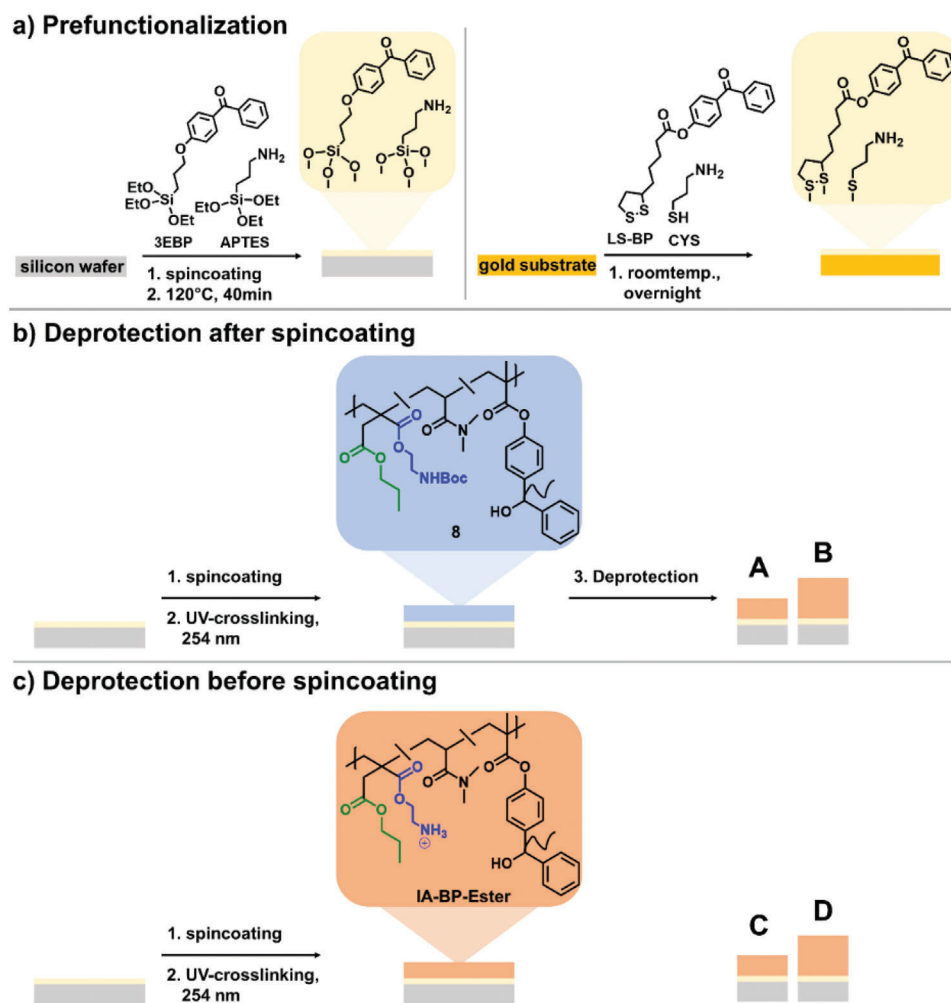 a) Prefunctionalization
O
O
Si
O
O
O
NH2
Si
O
O
O
O
O
O
S
S
NH2
S
O
O
EtO
Si
EtO
OEt
NH2
EtO
Si
OEt
OEt
3EBP APTES
silicon wafer
1. spincoating
2. 120°C, 40min
O
O
O
S-S
NH2
SH
LS-BP CYS
gold substrate
1. roomtemp.,
overnight
b) Deprotection after spincoating
O
O
O
O
NHBoc
O
N
O
O
HO
8
1. spincoating
2. UV-crosslinking,
254 nm
3. Deprotection
A
B
c) Deprotection before spincoating
O
O
O
O
NH3
⊕
O
N
O
O
HO
IA-BP-Ester
1. spincoating
2. UV-crosslinking,
254 nm
C
D